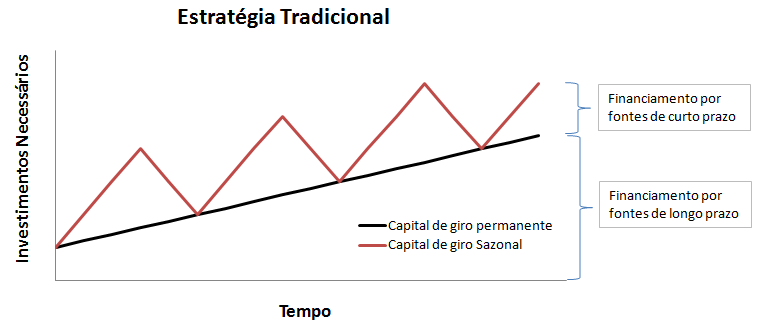 Estratégia Tradicional
Investimentos Necessários
Financiamento por
fontes de curto prazo
Financiamento por
fontes de longo prazo
Capital de giro permanente
Capital de giro Sazonal
Tempo